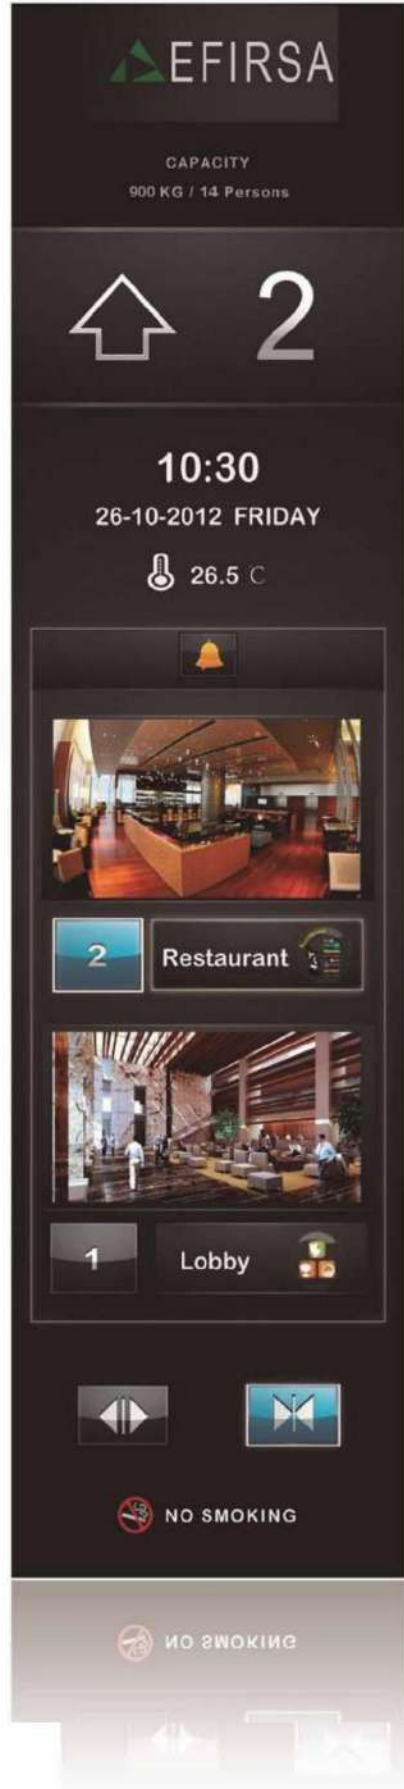 EFIRSA
CAPACITY
900 KG / 14 Persons
2
10:30
26-10-2012 FRIDAY
26.5 C
2 Restaurant
1 Lobby
NO SMOKING